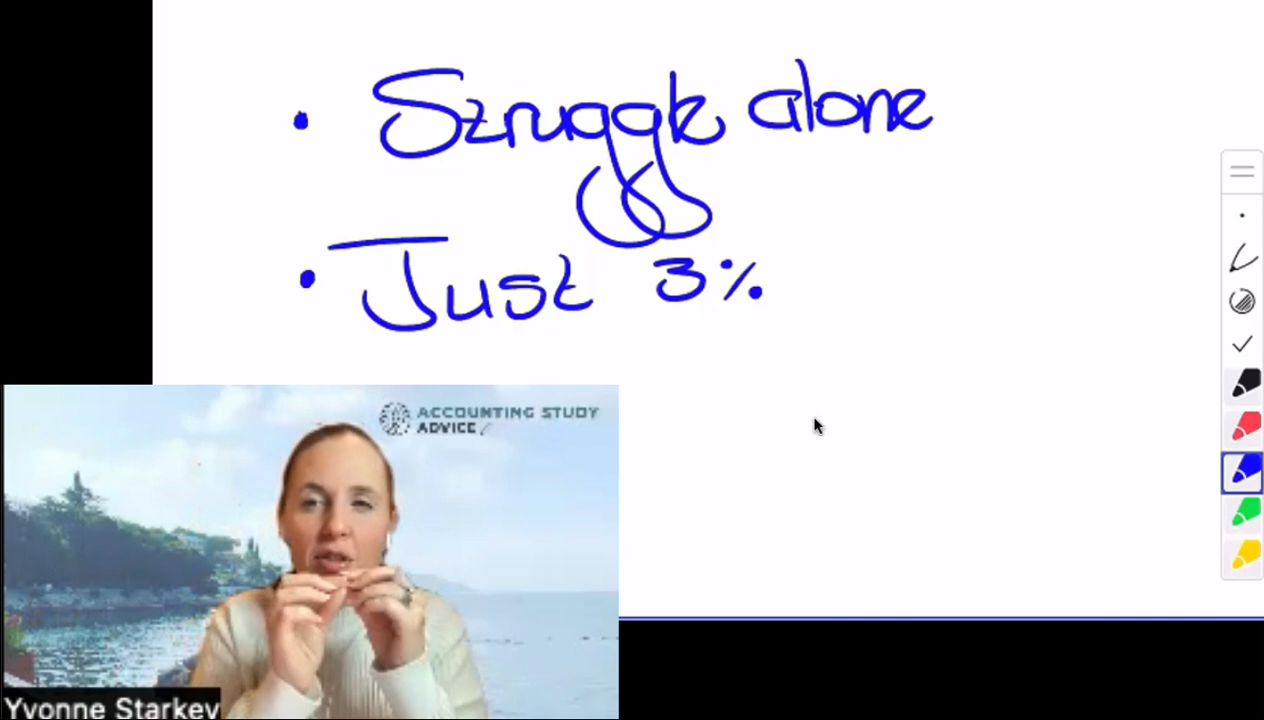 • Struggle alone
• Just 3%
ACCOUNTING STUDY
ADVICE
Yvonne Starkey